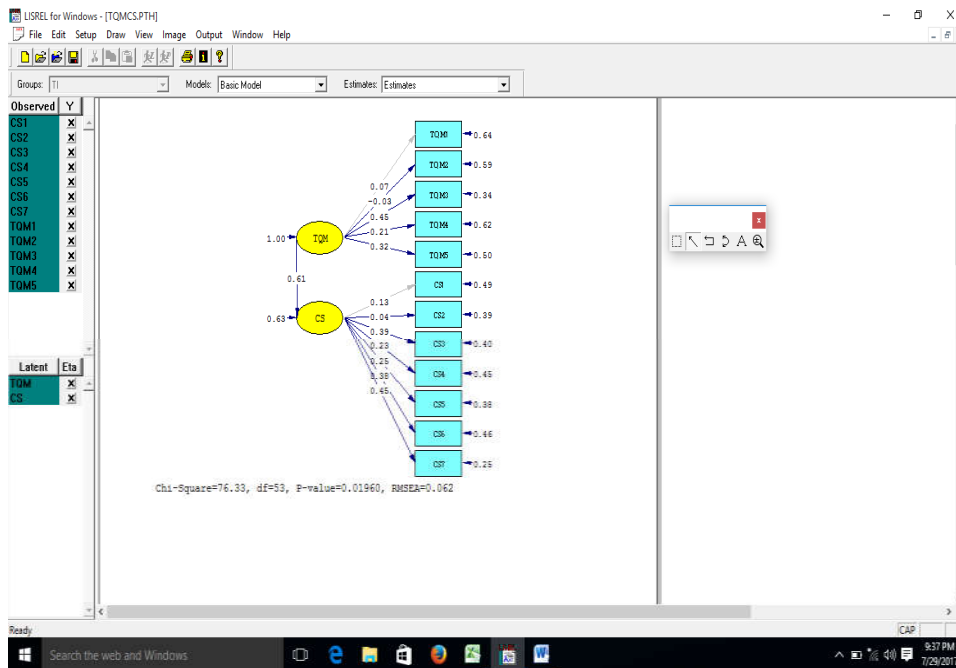 LISREL for Windows - [TQMCS.PTH]
File Edit Setup Draw View Image Output Window Help
Groups: TI Models: Basic Model Estimates: Estimates
Observed Y
CS1 X
CS2 X
CS3 X
CS4 X
CS5 X
CS6 X
CS7 X
TQM1 X
TQM2 X
TQM3 X
TQM4 X
TQM5 X
Latent Eta
TQM X
CS X
TQM1 0.64
TQM2 0.59
0.07
TQM3 0.34
-0.03
0.45
TQM4 0.62
0.21
1.00 TQM
0.32
TQM5 0.50
0.61
CS1 0.49
0.13
CS2 0.39
0.63 CS
0.04
0.39
CS3 0.40
0.23
0.25
CS4 0.45
0.38
0.45
CS5 0.38
CS6 0.46
CS7 0.25
Chi-Square=76.33, df=53, P-value=0.01960, RMSEA=0.062
A
Ready
CAP
Search the web and Windows
9:37 PM